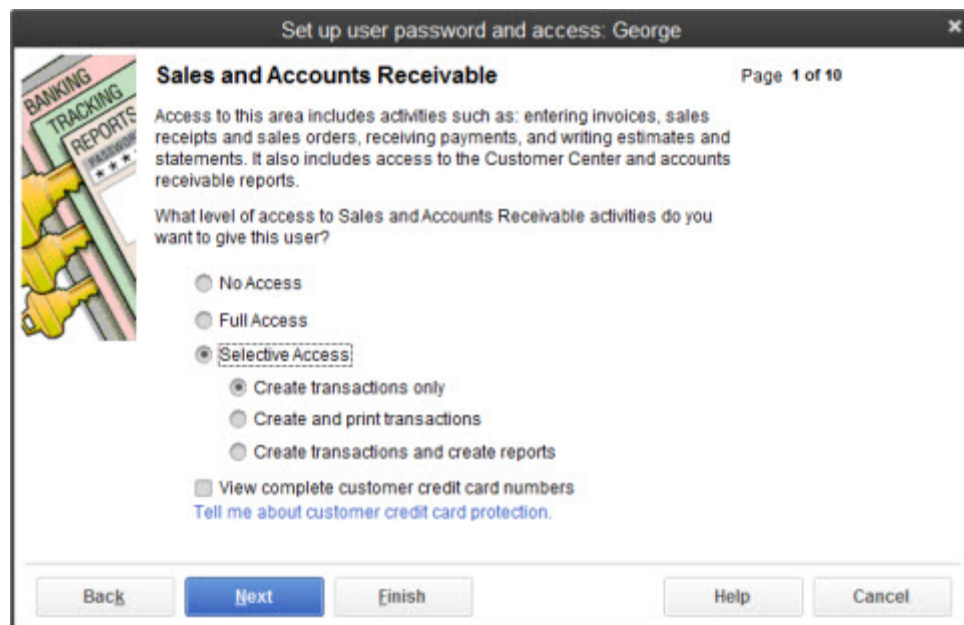 Set up user password and access: George
BANKING
TRACKING
REPORTS
Sales and Accounts Receivable
Page 1 of 10
Access to this area includes activities such as: entering invoices, sales
receipts and sales orders, receiving payments, and writing estimates and
statements. It also includes access to the Customer Center and accounts
receivable reports.
What level of access to Sales and Accounts Receivable activities do you
want to give this user?
No Access
Full Access
Selective Access
Create transactions only
Create and print transactions
Create transactions and create reports
View complete customer credit card numbers
Tell me about customer credit card protection.
Back
Next
Finish
Help
Cancel